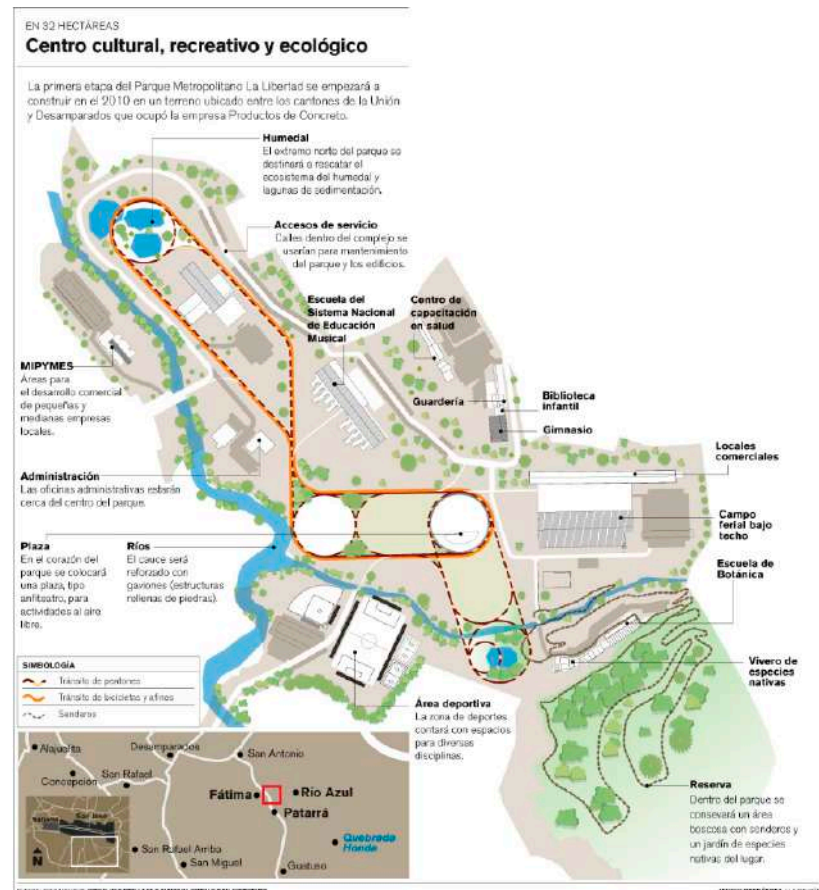 EN 32 HECTÁREAS
Centro cultural, recreativo y ecológico
La primera etapa del Parque Metropolitano La Libertad se empezará a
construir en el 2010 en un terreno ubicado entre los cantones de la Unión
y Desamparados que ocupó la empresa Productos de Concreto.
Humedal
El extremo norte del parque se
destinará a rescatar el
ecosistema del humedal y
lagunas de sedimentación.
Accesos de servicio
Calles dentro del complejo se
usarían para mantenimiento
del parque y los edificios.
Escuela del
Sistema Nacional
de Educación
Musical
Centro de
capacitación
en salud
MIPYMES
Áreas para
el desarrollo comercial
de pequeñas y
medianas empresas
locales.
Guardería
Biblioteca
infantil
Gimnasio
Locales
comerciales
Administración
Las oficinas administrativas estarán
cerca del centro del parque.
Campo
ferial bajo
techo
Plaza
En el corazón del
parque se colocará
una plaza, tipo
anfiteatro, para
actividades al aire
libre.
Ríos
El cauce será
reforzado con
gaviones (estructuras
rellenas de piedras).
Escuela de
Botánica
Vivero de
especies
nativas
SIMBOLOGÍA
Tránsito de peatones
Tránsito de bicicletas y afines
Senderos
Área deportiva
La zona de deportes
contará con espacios
para diversas
disciplinas.
Reserva
Dentro del parque se
consevará un área
boscosa con senderos y
un jardín de especies
nativas del lugar.
Alajuelita
Desamparados
San Antonio
Concepción
San Rafael
Fátima
Río Azul
Patarrá
Quebrada
Honda
San Rafael Arriba
San Miguel
Guatuso
San José
N